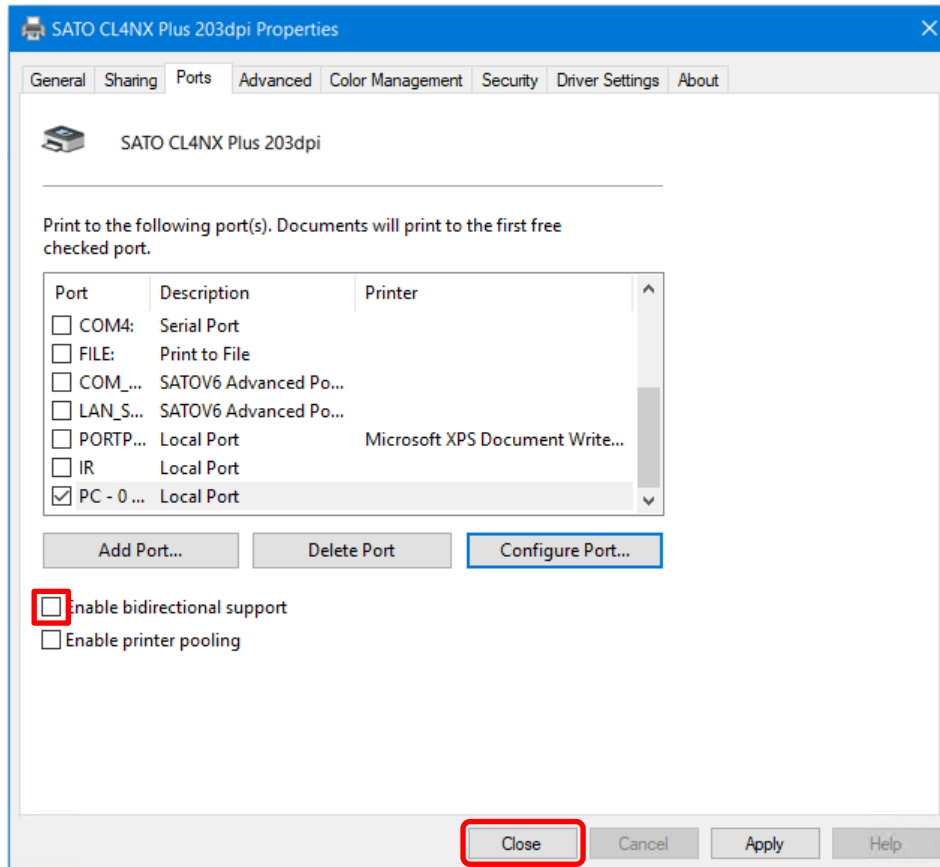 SATO CL4NX Plus 203dpi Properties
General Sharing Ports Advanced Color Management Security Driver Settings About
SATO CL4NX Plus 203dpi
Print to the following port(s). Documents will print to the first free
checked port.
Port Description Printer
COM4: Serial Port
FILE: Print to File
COM_... SATOV6 Advanced Po...
LAN_S... SATOV6 Advanced Po...
PORTP... Local Port Microsoft XPS Document Write...
IR Local Port
PC - 0 ... Local Port
Add Port... Delete Port Configure Port...
Enable bidirectional support
Enable printer pooling
Close Cancel Apply Help